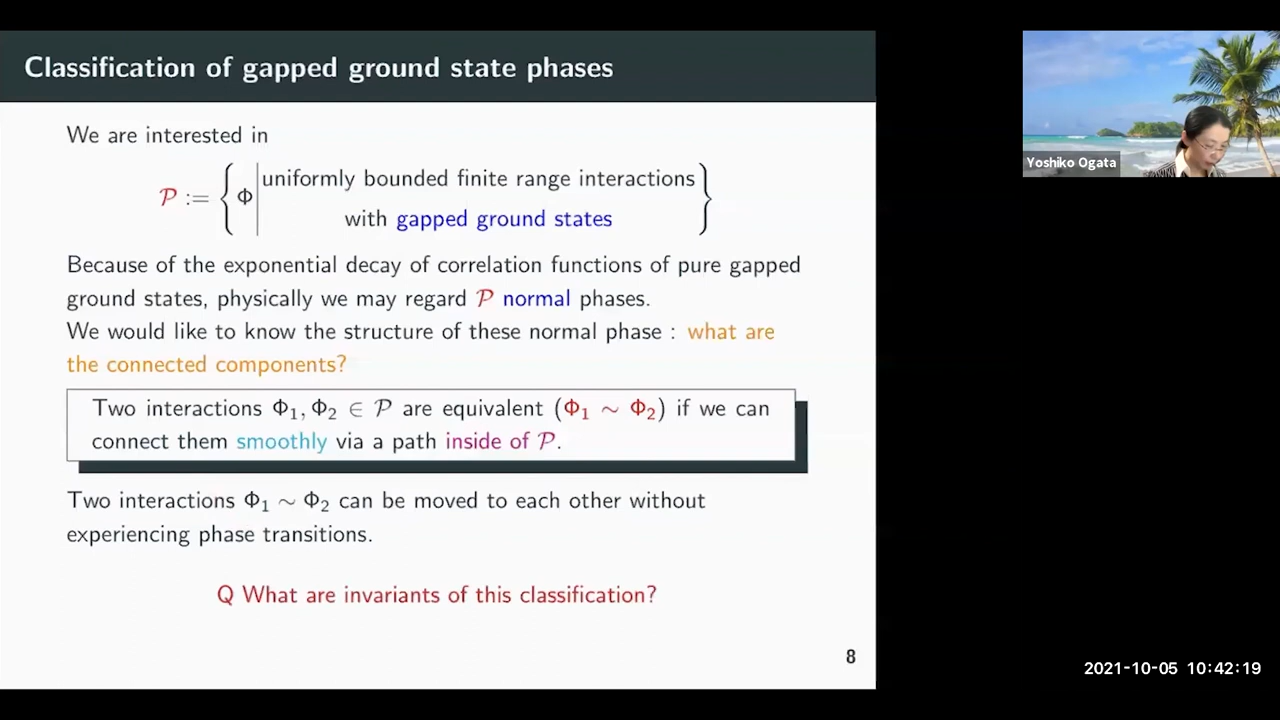 Classification of gapped ground state phases
We are interested in
𝒫 := { Φ | uniformly bounded finite range interactions
with gapped ground states }
Because of the exponential decay of correlation functions of pure gapped
ground states, physically we may regard 𝒫 normal phases.
We would like to know the structure of these normal phase : what are
the connected components?
Two interactions Φ₁, Φ₂ ∈ 𝒫 are equivalent (Φ₁ ∼ Φ₂) if we can
connect them smoothly via a path inside of 𝒫.
Two interactions Φ₁ ∼ Φ₂ can be moved to each other without
experiencing phase transitions.
Q What are invariants of this classification?
8
Yoshiko Ogata
2021-10-05 10:42:19